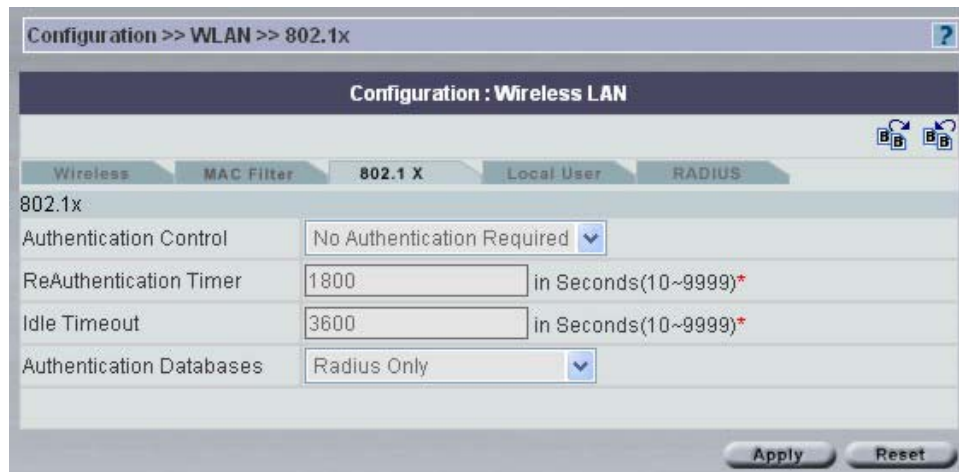 Configuration >> WLAN >> 802.1x ?
Configuration : Wireless LAN
B B B B
Wireless MAC Filter 802.1 X Local User RADIUS
802.1x
Authentication Control No Authentication Required
ReAuthentication Timer 1800 in Seconds(10~9999)*
Idle Timeout 3600 in Seconds(10~9999)*
Authentication Databases Radius Only
Apply Reset